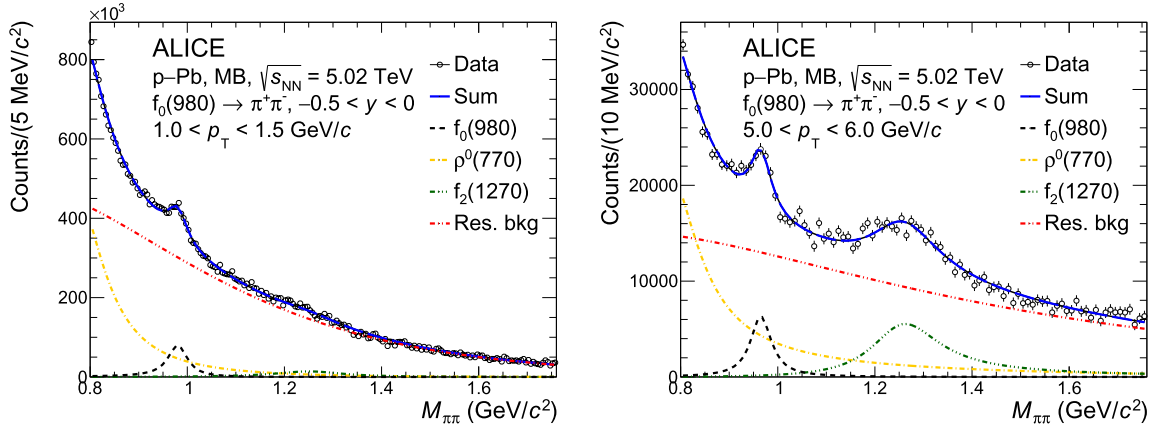 ×10³
800
600
400
200
0
Counts/(5 MeV/c²)
ALICE
p–Pb, MB, √s_NN = 5.02 TeV
f₀(980) → π⁺π⁻, −0.5 < y < 0
1.0 < p_T < 1.5 GeV/c
Data
Sum
f₀(980)
ρ⁰(770)
f₂(1270)
Res. bkg
0.8 1 1.2 1.4 1.6
M_ππ (GeV/c²)
30000
20000
10000
0
Counts/(10 MeV/c²)
ALICE
p–Pb, MB, √s_NN = 5.02 TeV
f₀(980) → π⁺π⁻, −0.5 < y < 0
5.0 < p_T < 6.0 GeV/c
Data
Sum
f₀(980)
ρ⁰(770)
f₂(1270)
Res. bkg
0.8 1 1.2 1.4 1.6
M_ππ (GeV/c²)